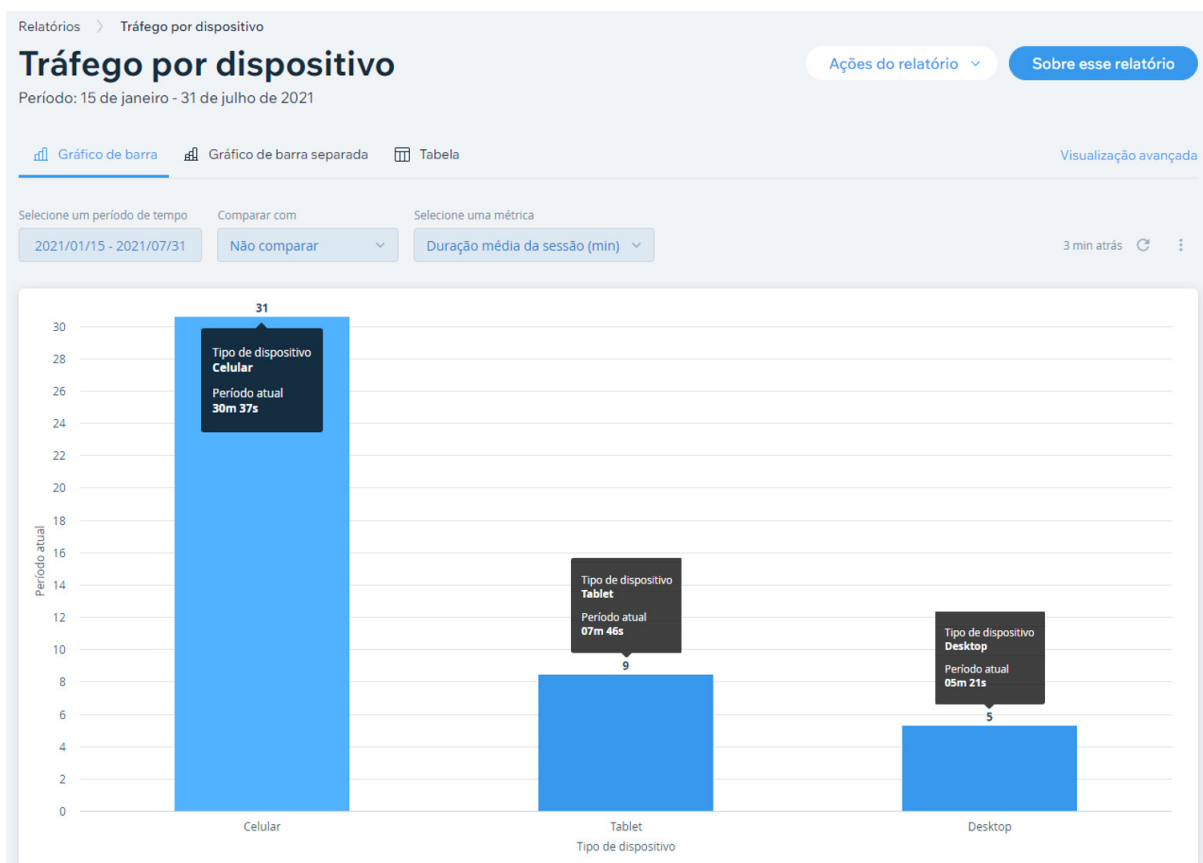 Relatórios > Tráfego por dispositivo
Tráfego por dispositivo
Ações do relatório
Sobre esse relatório
Período: 15 de janeiro - 31 de julho de 2021
Gráfico de barra
Gráfico de barra separada
Tabela
Visualização avançada
Selecione um período de tempo
Comparar com
Selecione uma métrica
2021/01/15 - 2021/07/31
Não comparar
Duração média da sessão (min)
3 min atrás
31
30
28
26
24
22
20
18
16
14
12
10
8
6
4
2
0
Período atual
Tipo de dispositivo
Celular
Período atual
30m 37s
Tipo de dispositivo
Tablet
Período atual
07m 46s
9
Tipo de dispositivo
Desktop
Período atual
05m 21s
5
Celular
Tablet
Desktop
Tipo de dispositivo